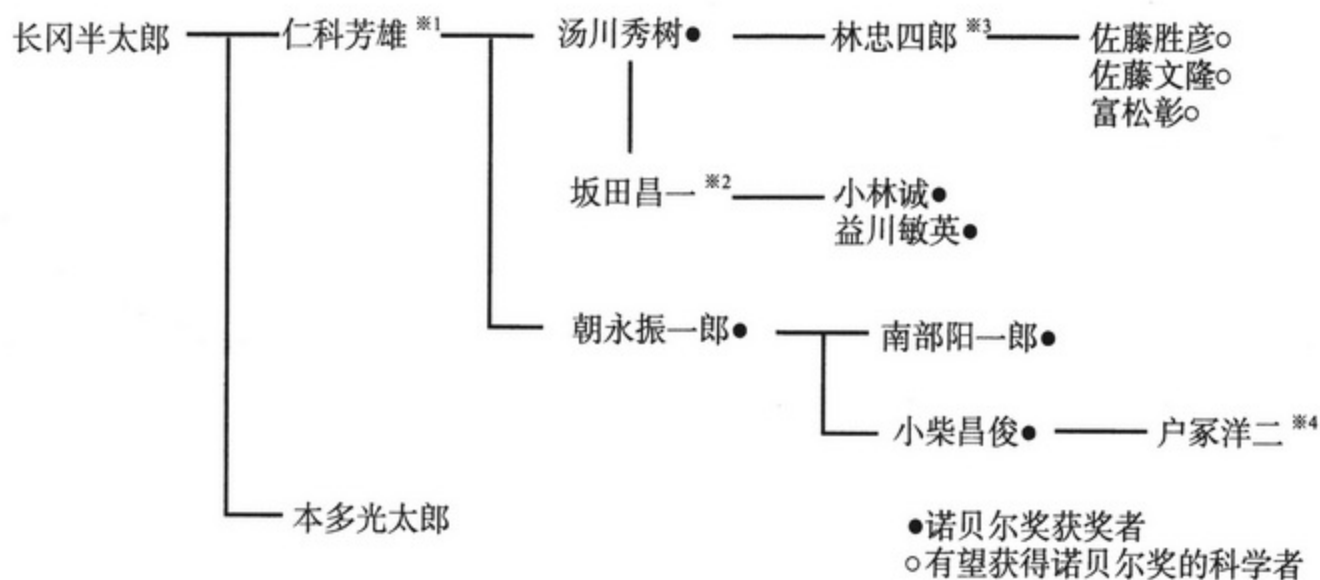 长冈半太郎 仁科芳雄 ※1 汤川秀树● 林忠四郎 ※3 佐藤胜彦○
佐藤文隆○
富松彰○
坂田昌一 ※2 小林诚●
益川敏英●
朝永振一郎● 南部阳一郎●
小柴昌俊● 户冢洋二 ※4
本多光太郎
●诺贝尔奖获奖者
○有望获得诺贝尔奖的科学者